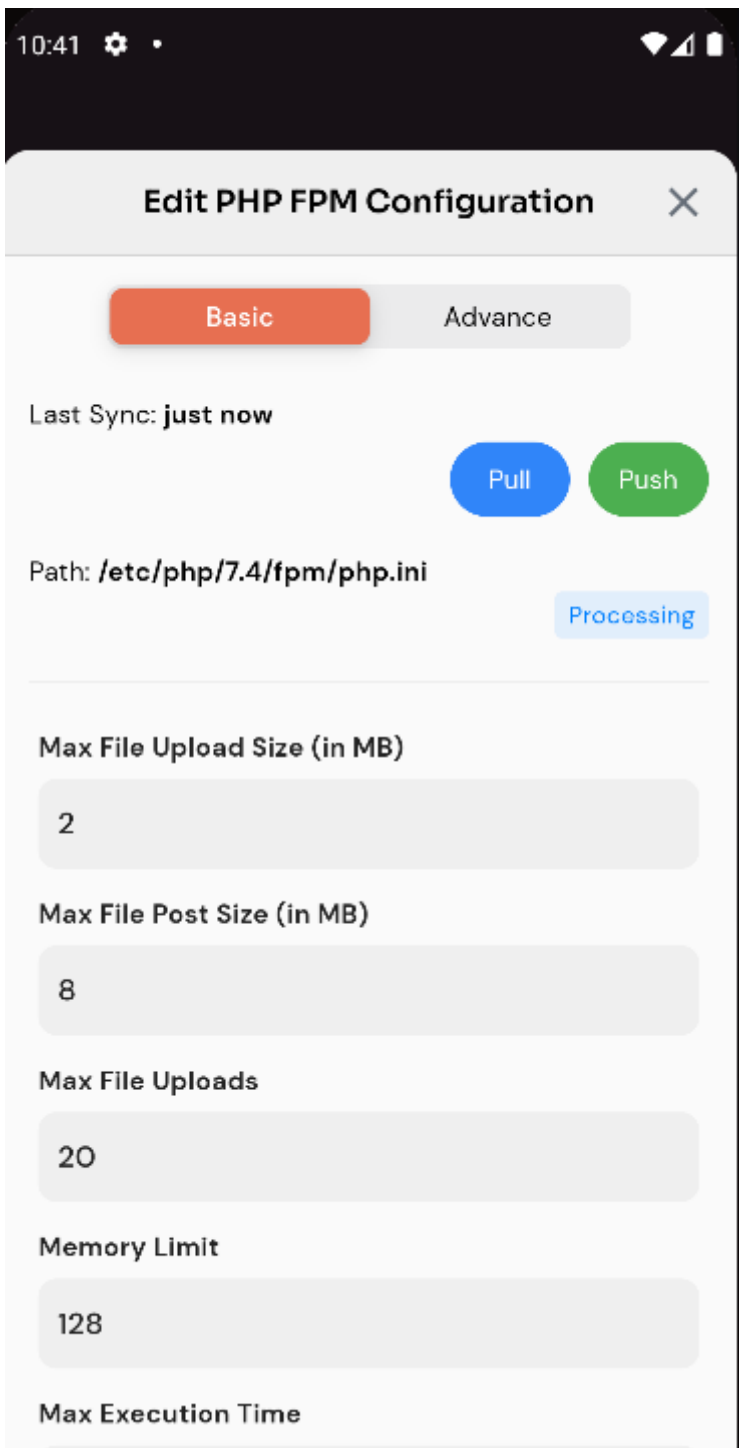 10:41
Edit PHP FPM Configuration
Basic
Advance
Last Sync: just now
Pull
Push
Path: /etc/php/7.4/fpm/php.ini
Processing
Max File Upload Size (in MB)
2
Max File Post Size (in MB)
8
Max File Uploads
20
Memory Limit
128
Max Execution Time